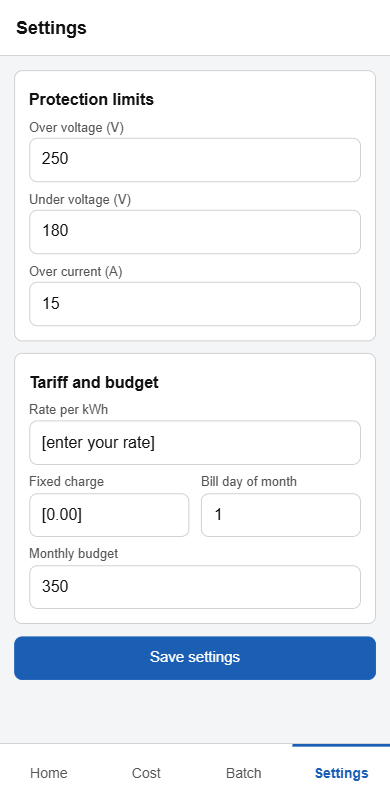 Settings
Protection limits
Over voltage (V)
250
Under voltage (V)
180
Over current (A)
15
Tariff and budget
Rate per kWh
[enter your rate]
Fixed charge Bill day of month
[0.00] 1
Monthly budget
350
Save settings
Home Cost Batch Settings